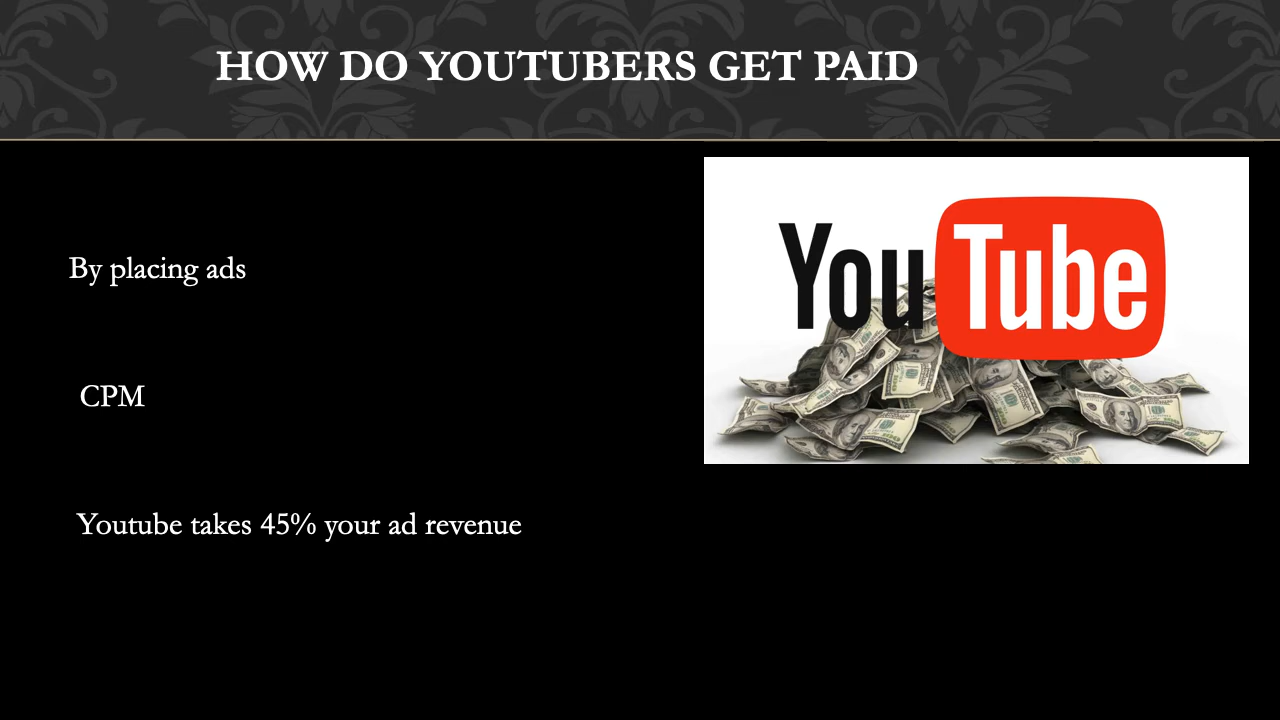 HOW DO YOUTUBERS GET PAID
By placing ads
CPM
Youtube takes 45% your ad revenue
YouTube